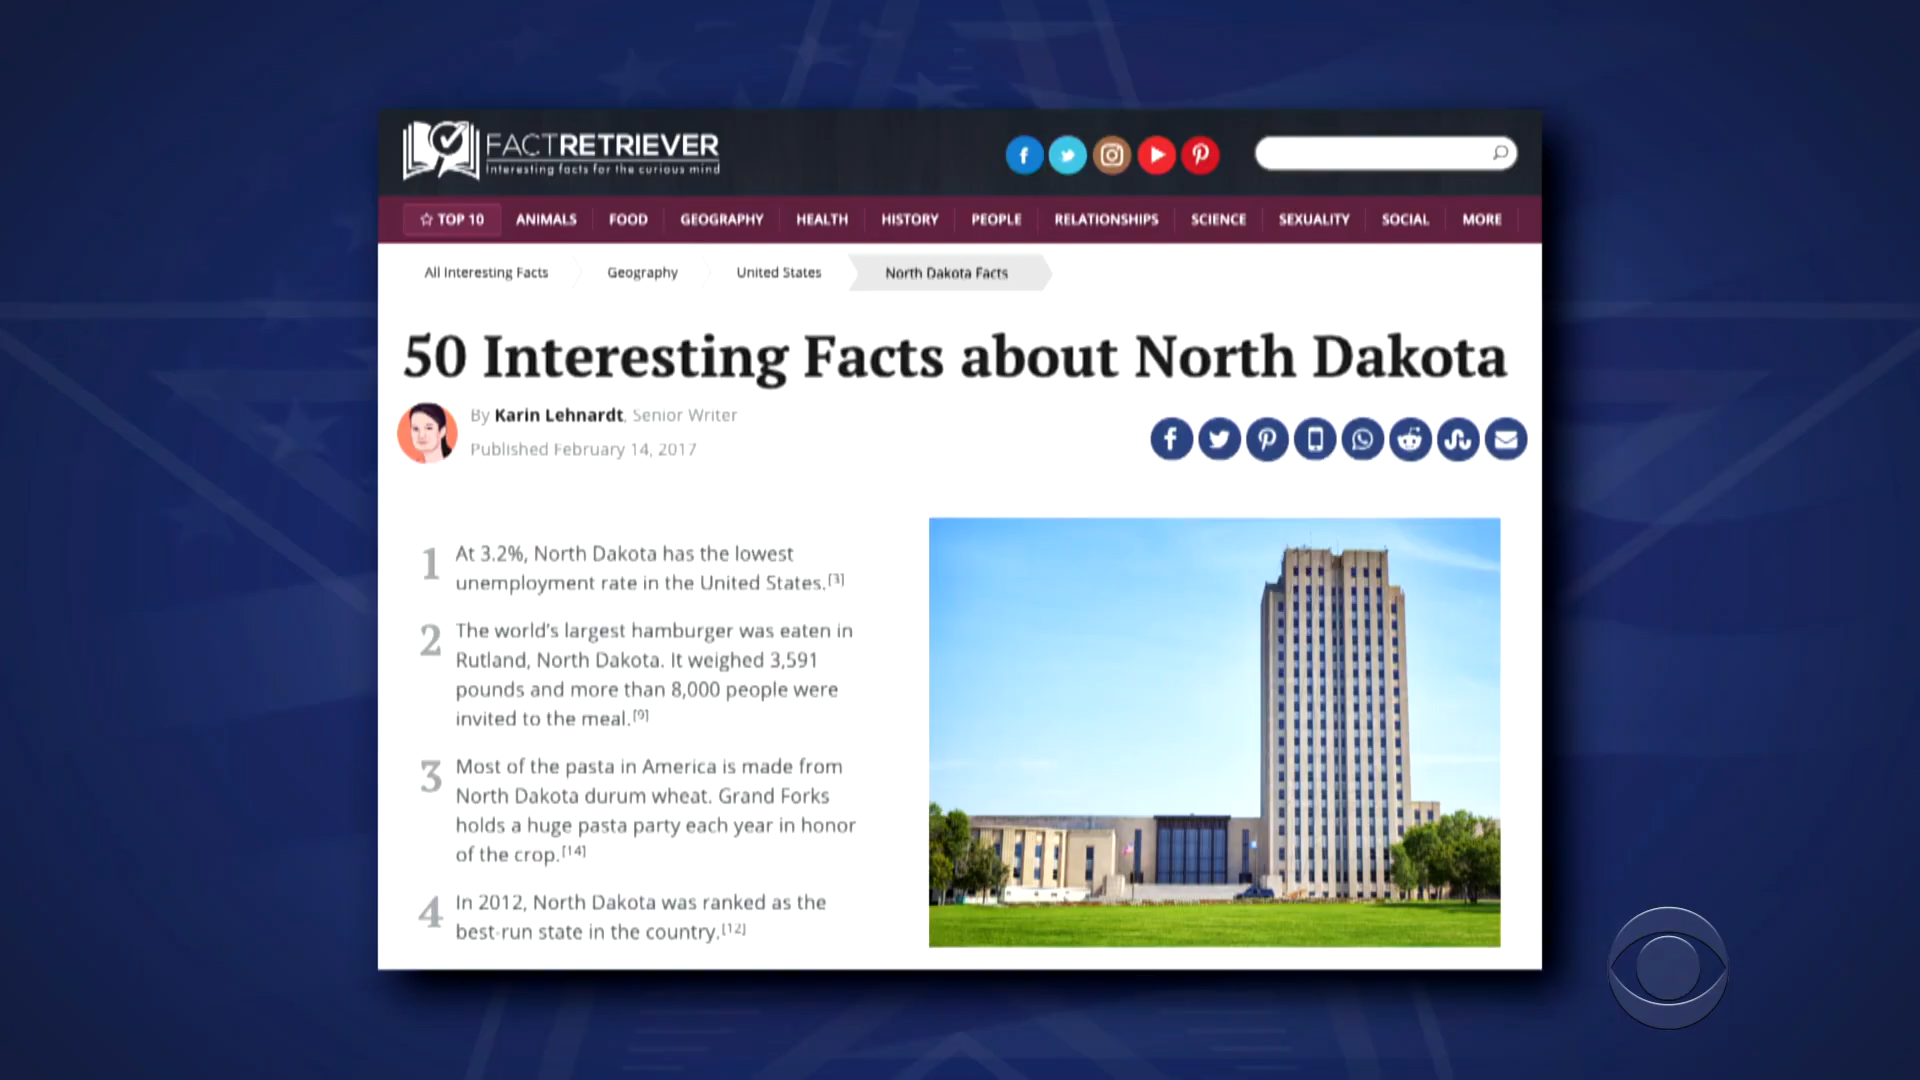 FACTRETRIEVER
Interesting facts for the curious mind
TOP 10 ANIMALS FOOD GEOGRAPHY HEALTH HISTORY PEOPLE RELATIONSHIPS SCIENCE SEXUALITY SOCIAL MORE
All Interesting Facts Geography United States North Dakota Facts
50 Interesting Facts about North Dakota
By Karin Lehnardt, Senior Writer
Published February 14, 2017
1 At 3.2%, North Dakota has the lowest
unemployment rate in the United States.[3]
2 The world's largest hamburger was eaten in
Rutland, North Dakota. It weighed 3,591
pounds and more than 8,000 people were
invited to the meal.[9]
3 Most of the pasta in America is made from
North Dakota durum wheat. Grand Forks
holds a huge pasta party each year in honor
of the crop.[14]
4 In 2012, North Dakota was ranked as the
best-run state in the country.[12]